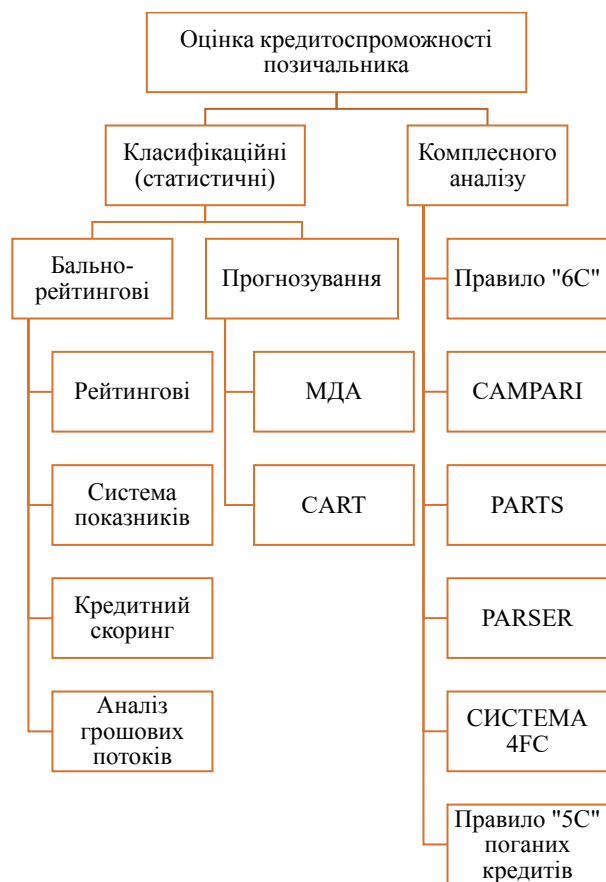 Оцінка кредитоспроможності
позичальника
Класифікаційні
(статистичні)
Комплесного
аналізу
Бально-
рейтингові
Прогнозування
Правило "6С"
Рейтингові
МДА
CAMPARI
Система
показників
CART
PARTS
Кредитний
скоринг
PARSER
Аналіз
грошових
потоків
СИСТЕМА
4FC
Правило "5С"
поганих
кредитів